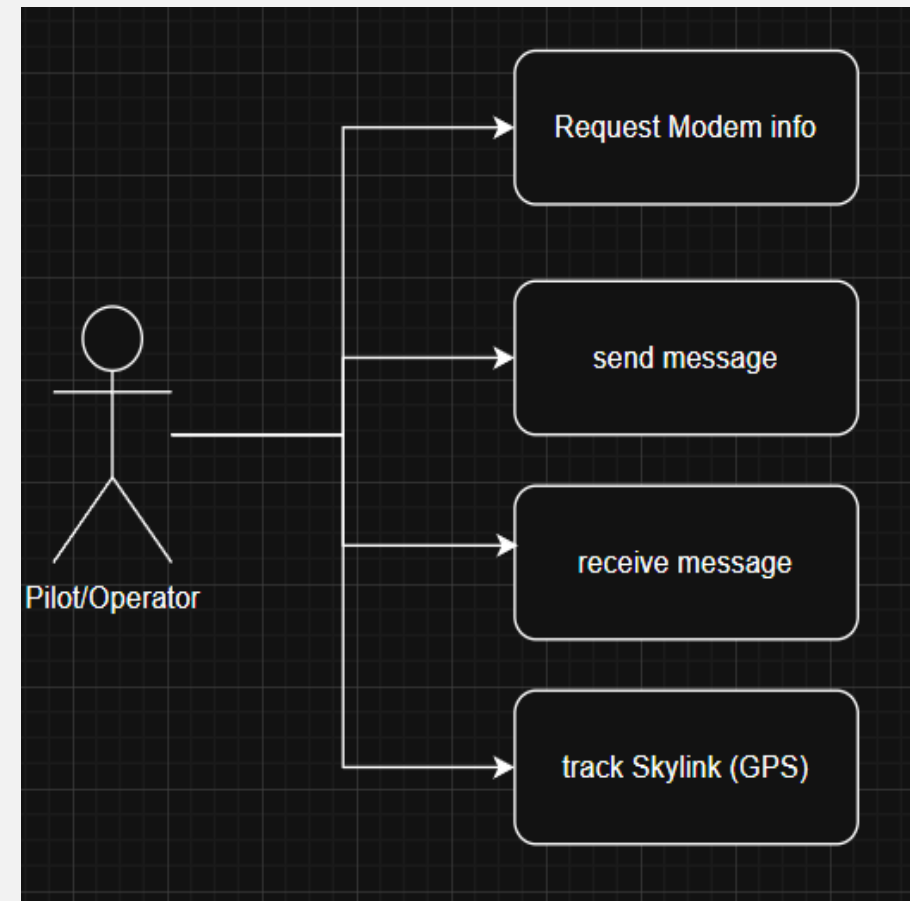 Request Modem info
send message
receive message
Pilot/Operator
track Skylink (GPS)